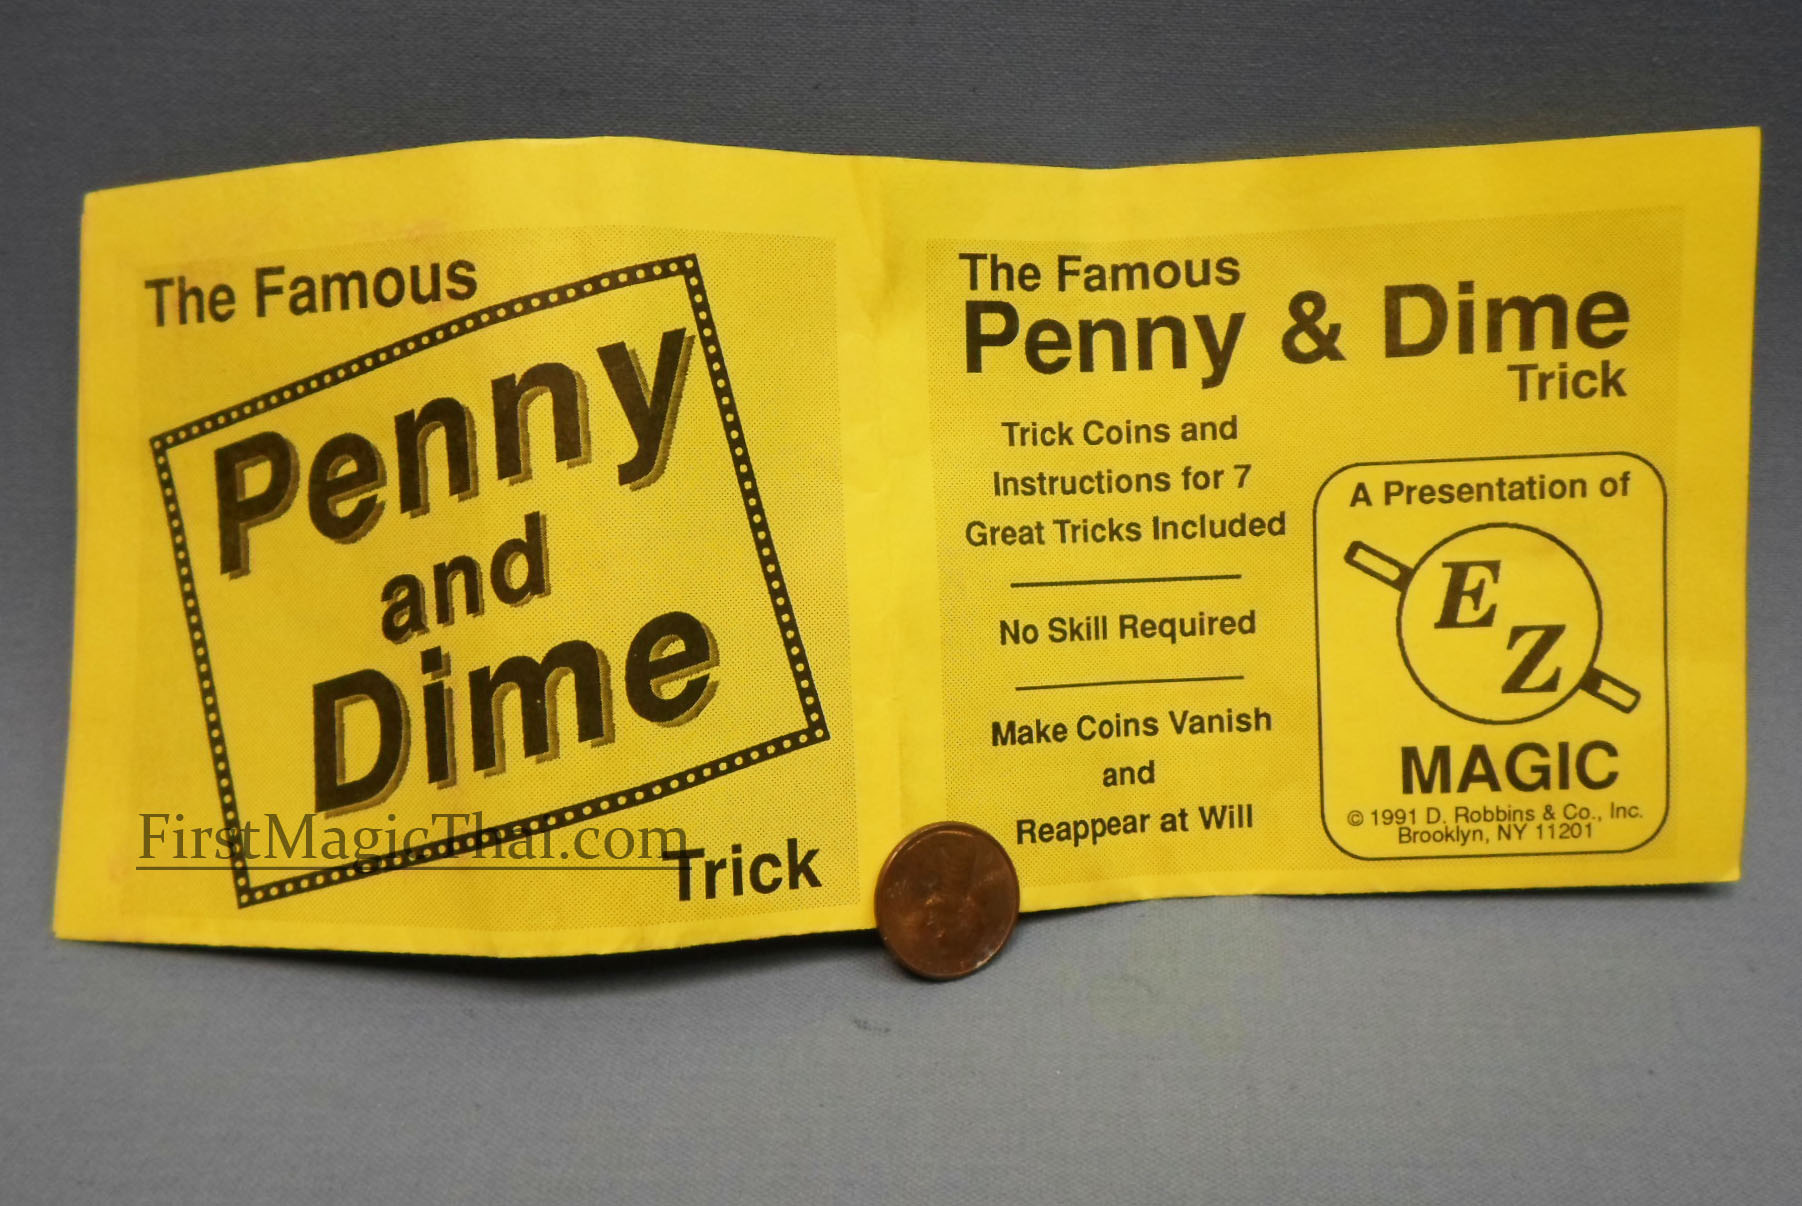 The Famous
Penny
and
Dime
Trick
FirstMagicThai.com
The Famous
Penny & Dime
Trick
Trick Coins and
Instructions for 7
Great Tricks Included
No Skill Required
Make Coins Vanish
and
Reappear at Will
A Presentation of
E
Z
MAGIC
© 1991 D. Robbins & Co., Inc.
Brooklyn, NY 11201